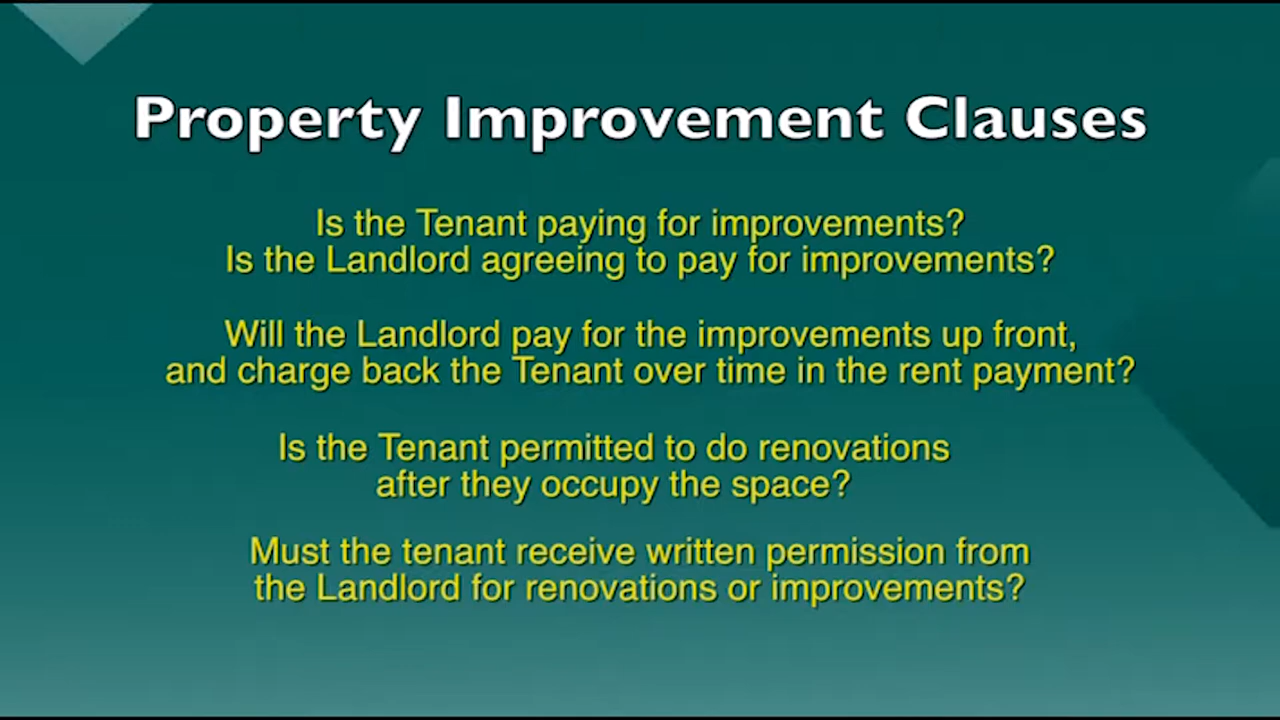 Property Improvement Clauses
Is the Tenant paying for improvements?
Is the Landlord agreeing to pay for improvements?
Will the Landlord pay for the improvements up front,
and charge back the Tenant over time in the rent payment?
Is the Tenant permitted to do renovations
after they occupy the space?
Must the tenant receive written permission from
the Landlord for renovations or improvements?